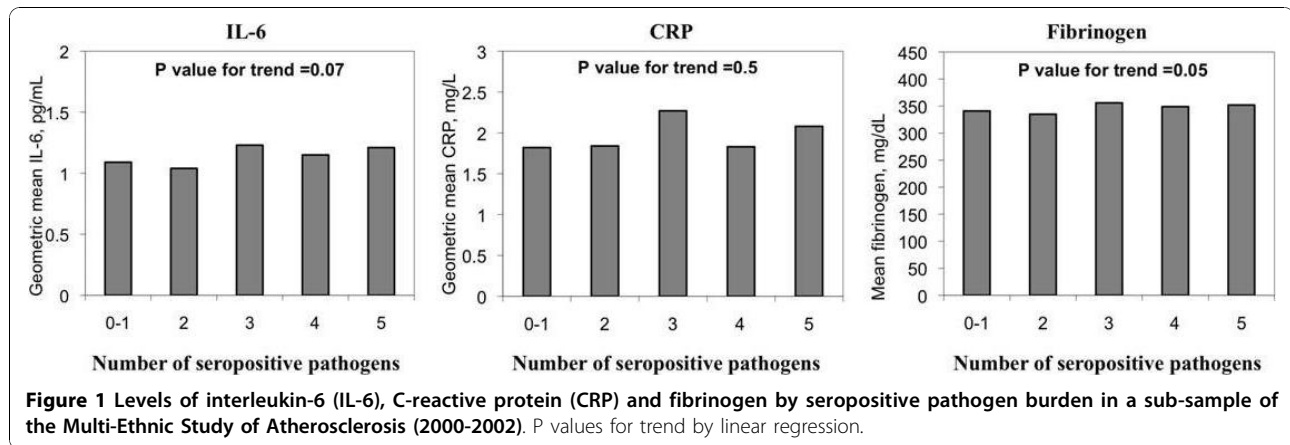 IL-6
P value for trend =0.07
Geometric mean IL-6, pg/mL
2
1.5
1
0.5
0
0-1 2 3 4 5
Number of seropositive pathogens
CRP
P value for trend =0.5
Geometric mean CRP, mg/L
3
2.5
2
1.5
1
0.5
0
0-1 2 3 4 5
Number of seropositive pathogens
Fibrinogen
P value for trend =0.05
Mean fibrinogen, mg/dL
450
400
350
300
250
200
150
100
50
0
0-1 2 3 4 5
Number of seropositive pathogens
Figure 1 Levels of interleukin-6 (IL-6), C-reactive protein (CRP) and fibrinogen by seropositive pathogen burden in a sub-sample of
the Multi-Ethnic Study of Atherosclerosis (2000-2002). P values for trend by linear regression.